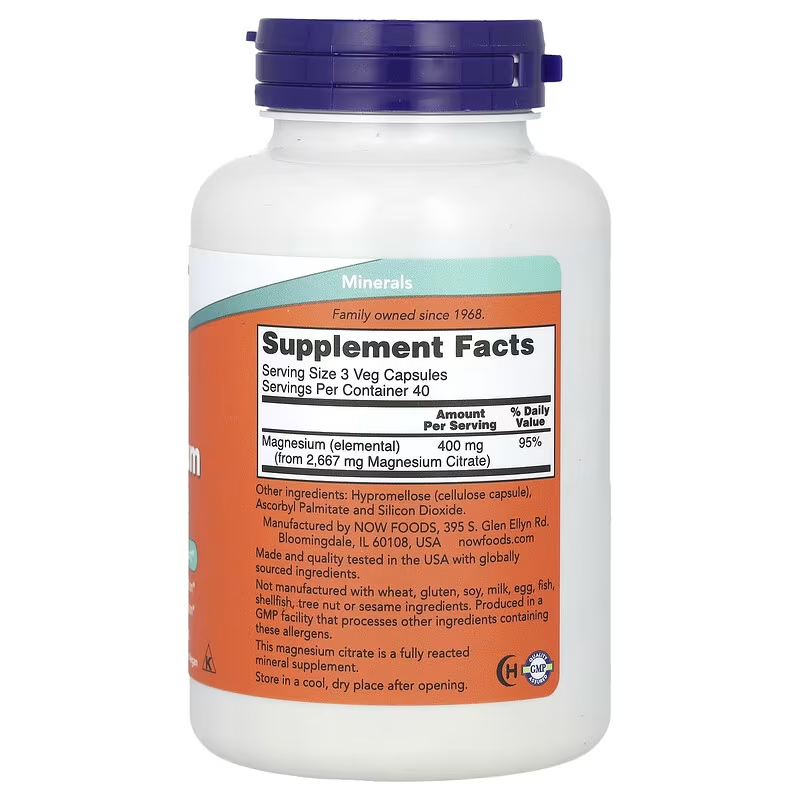 Minerals
Family owned since 1968.
Supplement Facts
Serving Size 3 Veg Capsules
Servings Per Container 40
Amount Per Serving
% Daily Value
Magnesium (elemental) 400 mg 95%
(from 2,667 mg Magnesium Citrate)
Other ingredients: Hypromellose (cellulose capsule),
Ascorbyl Palmitate and Silicon Dioxide.
Manufactured by NOW FOODS, 395 S. Glen Ellyn Rd.
Bloomingdale, IL 60108, USA nowfoods.com
Made and quality tested in the USA with globally
sourced ingredients.
Not manufactured with wheat, gluten, soy, milk, egg, fish,
shellfish, tree nut or sesame ingredients. Produced in a
GMP facility that processes other ingredients containing
these allergens.
This magnesium citrate is a fully reacted
mineral supplement.
Store in a cool, dry place after opening.
H
QUALITY
GMP
ASSURED
K